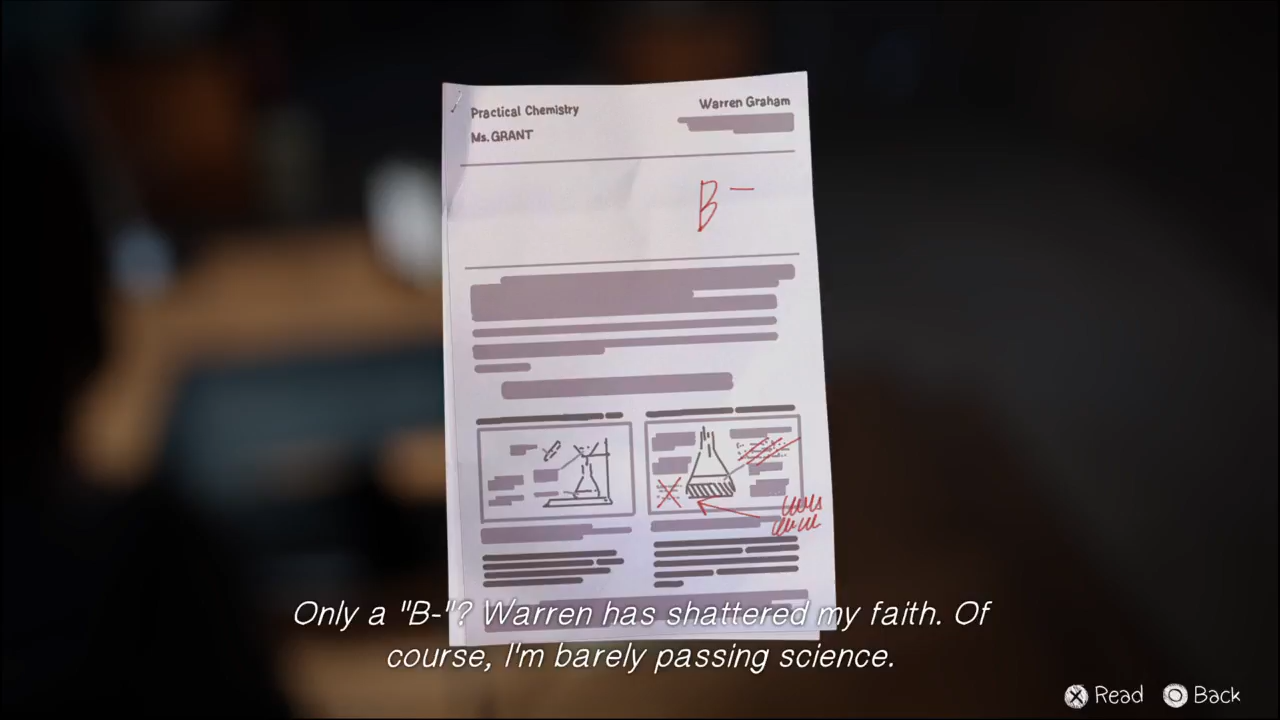 Practical Chemistry
Warren Graham
Ms. GRANT
B-
Only a "B-"? Warren has shattered my faith. Of
course, I'm barely passing science.
Read Back